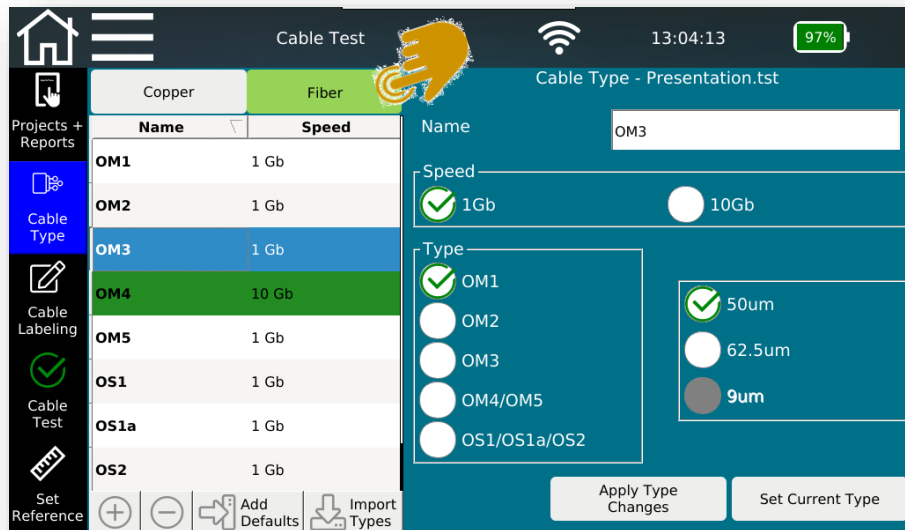 Cable Test
13:04:13
97%
Projects +
Reports
Cable
Type
Cable
Labeling
Cable
Test
Set
Reference
Copper
Fiber
Name
Speed
OM1
1 Gb
OM2
1 Gb
OM3
1 Gb
OM4
10 Gb
OM5
1 Gb
OS1
1 Gb
OS1a
1 Gb
OS2
1 Gb
Add
Defaults
Import
Types
Cable Type - Presentation.tst
Name
OM3
Speed
1Gb
10Gb
Type
OM1
OM2
OM3
OM4/OM5
OS1/OS1a/OS2
50um
62.5um
9um
Apply Type
Changes
Set Current Type